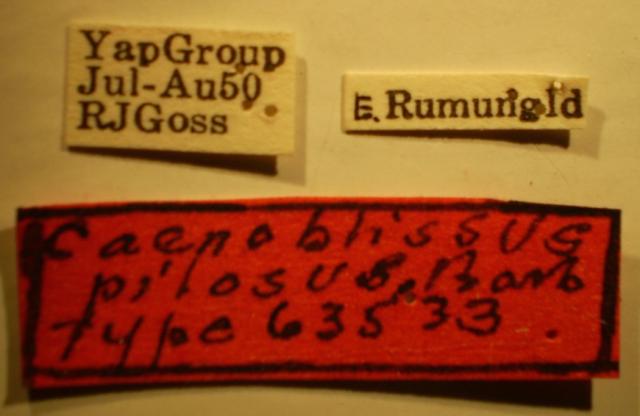 YapGroup
Jul-Au50
RJGoss
E. Rumung Id
Caenoblissus
pilosus, Barb
type 63533.